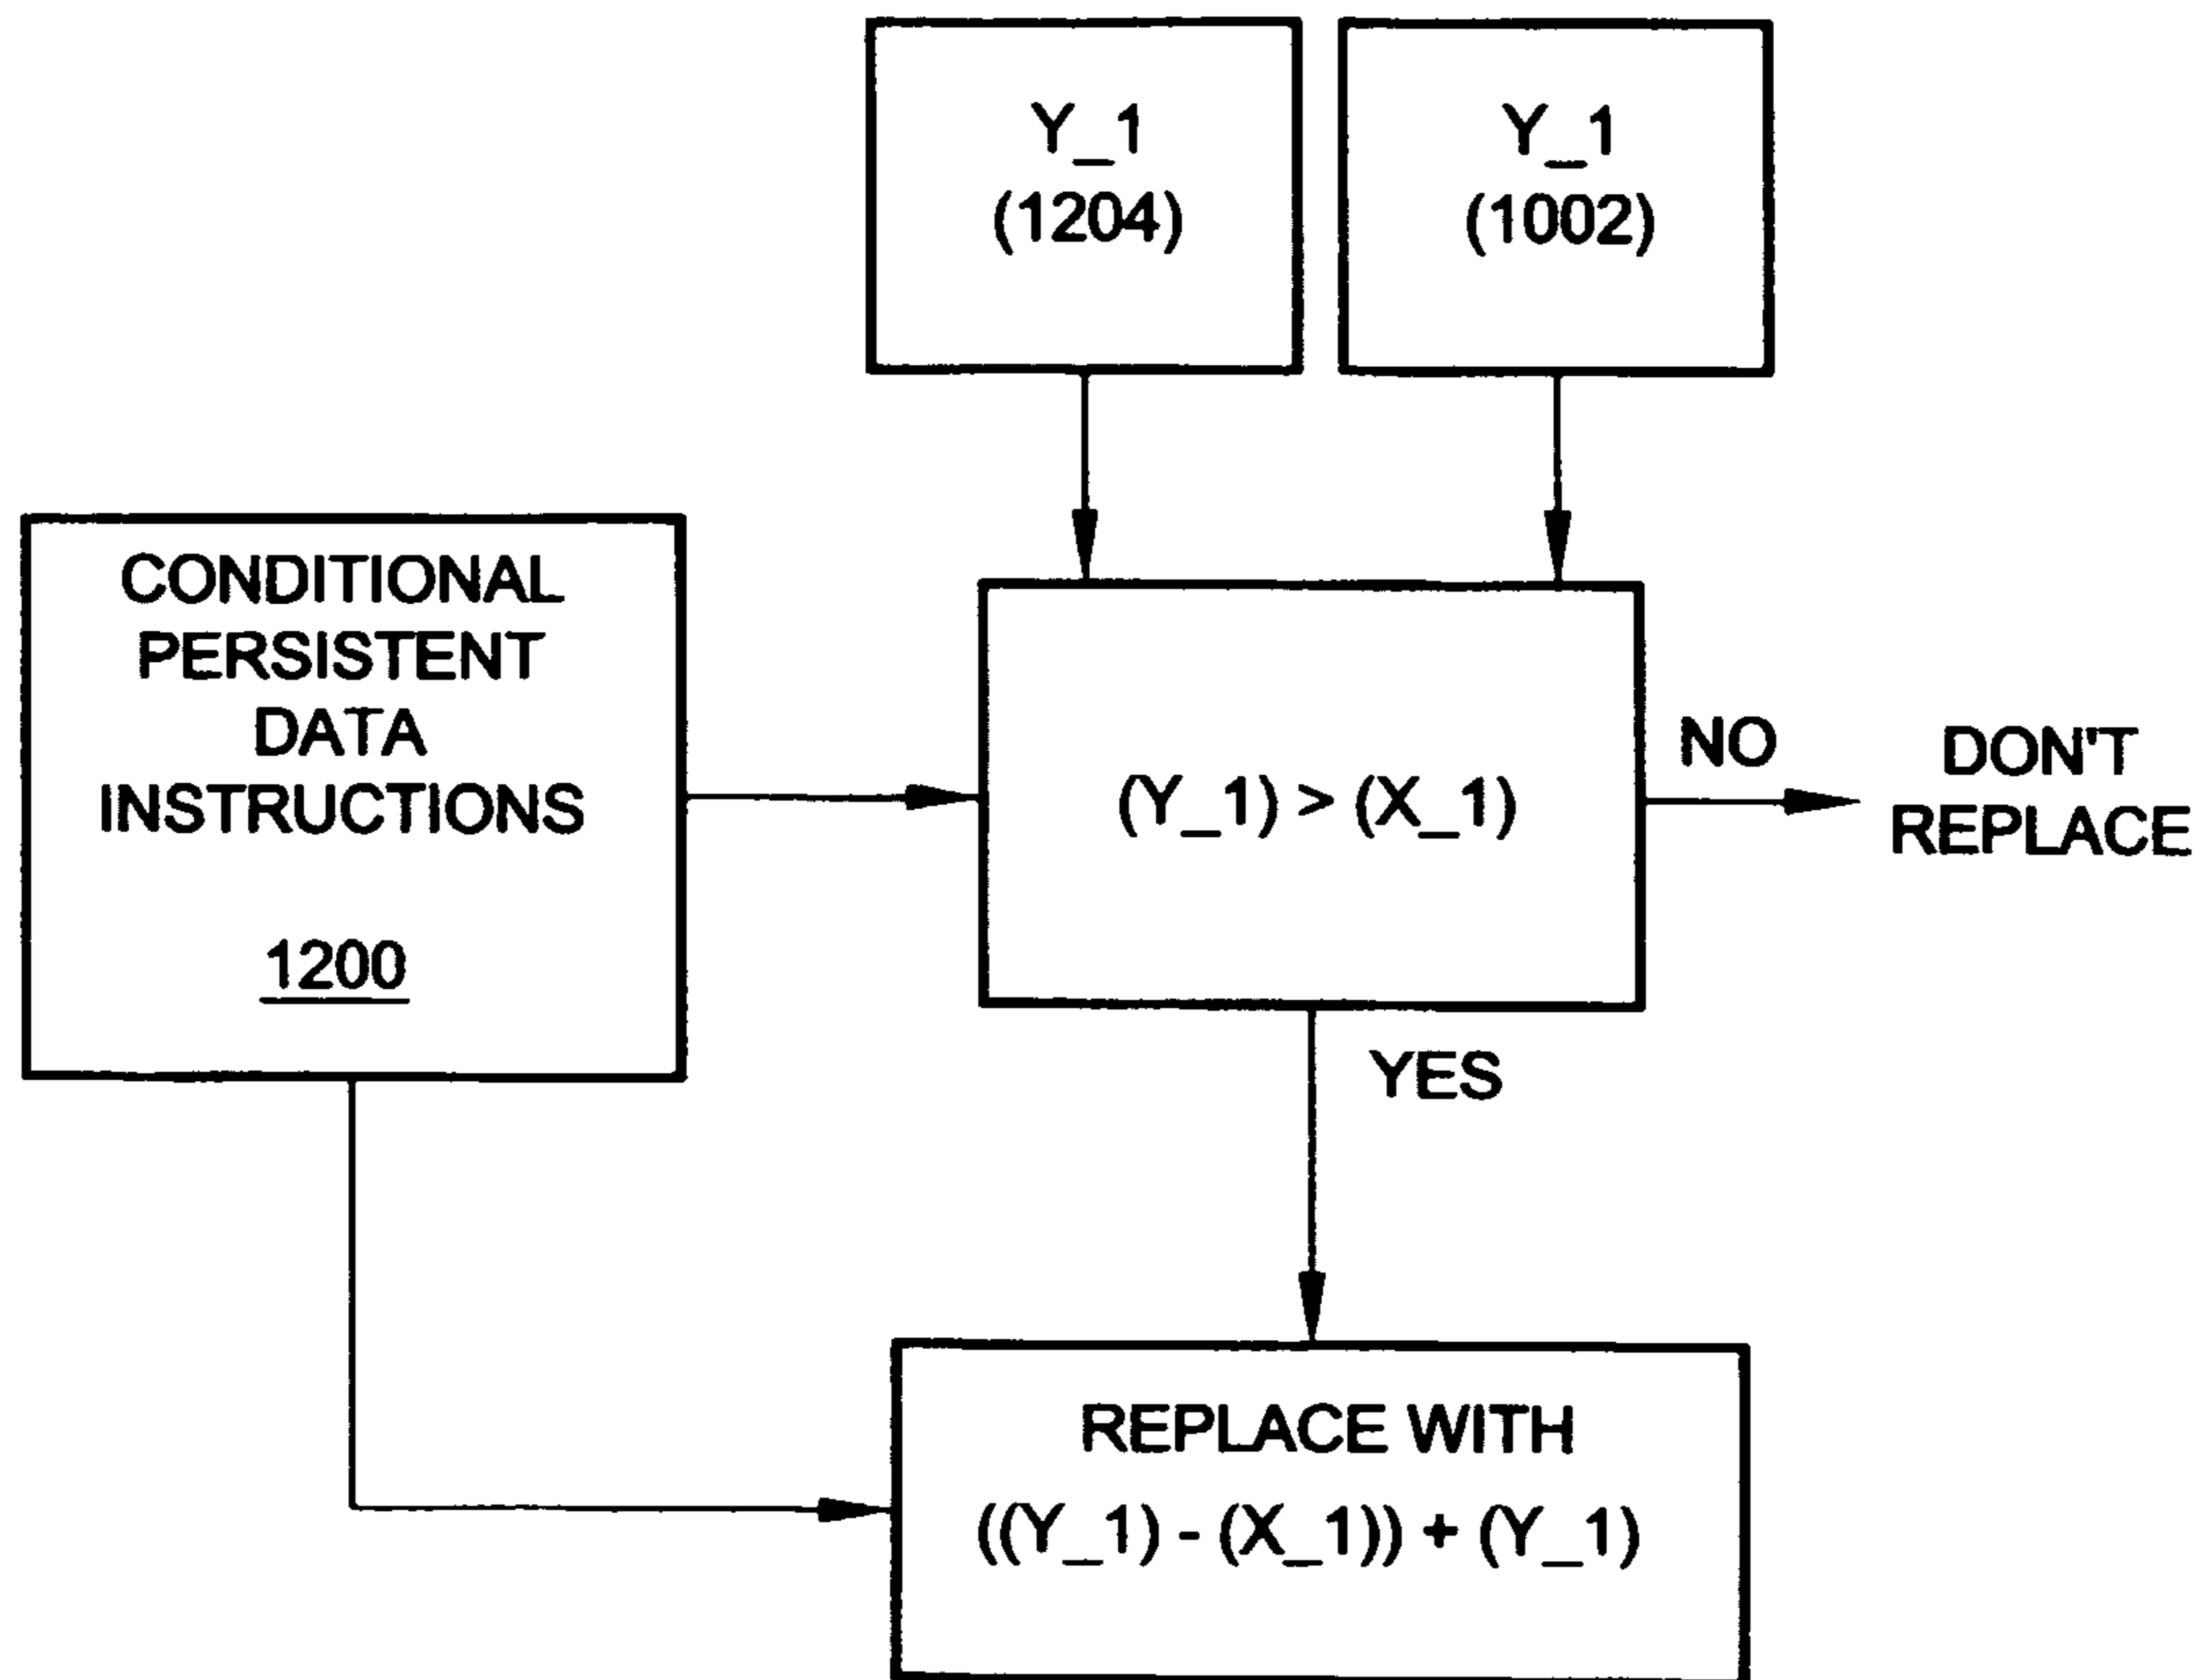 Y_1
(1204)
Y_1
(1002)
CONDITIONAL
PERSISTENT
DATA
INSTRUCTIONS
1200
(Y_1) > (X_1)
NO
DON'T
REPLACE
YES
REPLACE WITH
((Y_1) - (X_1)) + (Y_1)